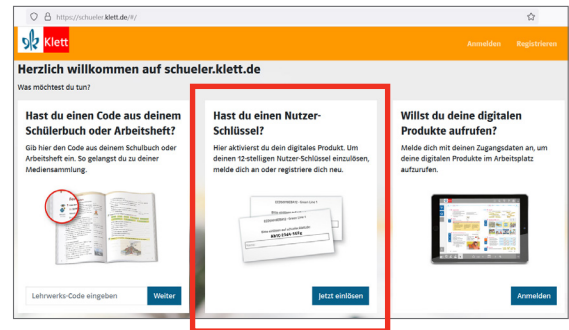 https://schueler.klett.de/#/
Klett
Anmelden Registrieren
Herzlich willkommen auf schueler.klett.de
Was möchtest du tun?
Hast du einen Code aus deinem
Schülerbuch oder Arbeitsheft?
Gib hier den Code aus deinem Schulbuch oder
Arbeitsheft ein. So gelangst du zu deiner
Mediensammlung.
Lehrwerks-Code eingeben
Weiter
Hast du einen Nutzer-
Schlüssel?
Hier aktivierst du dein digitales Produkt. Um
deinen 12-stelligen Nutzer-Schlüssel einzulösen,
melde dich an oder registriere dich neu.
Jetzt einlösen
Willst du deine digitalen
Produkte aufrufen?
Melde dich mit deinen Zugangsdaten an, um
deine digitalen Produkte im Arbeitsplatz
aufzurufen.
Anmelden